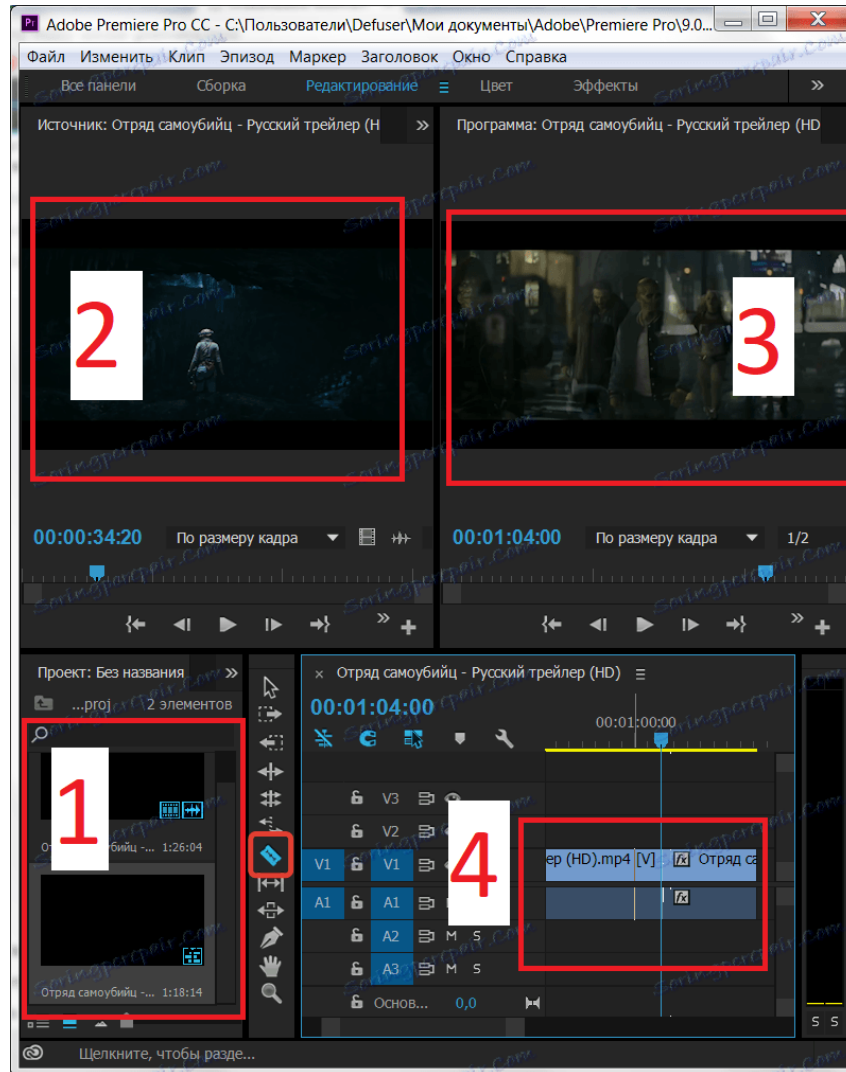 Adobe Premiere Pro CC - C:\Пользователи\Defuser\Мои документы\Adobe\Premiere Pro\9.0...
Файл Изменить Клип Эпизод Маркер Заголовок Окно Справка
Все панели Сборка Редактирование Цвет Эффекты
Источник: Отряд самоубийц - Русский трейлер (H
Программа: Отряд самоубийц - Русский трейлер (HD
2
3
00:00:34:20 По размеру кадра
00:01:04:00 По размеру кадра 1/2
Проект: Без названия
...proj 2 элементов
1
1:26:04
Отряд самоубийц -... 1:18:14
× Отряд самоубийц - Русский трейлер (HD)
00:01:04:00
00:01:00:00
V3
V2
4
V1 V1 ер (HD).mp4 [V] fx Отряд са
A1 A1 fx
A2 M S
A3 M S
Основ... 0,0
S S
Щелкните, чтобы разде...
Soringpcrepair.Com